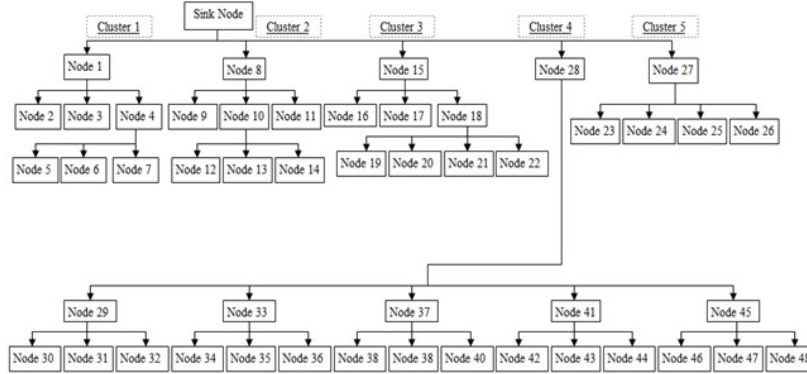 Sink Node
Cluster 1 Cluster 2 Cluster 3 Cluster 4 Cluster 5
Node 1 Node 8 Node 15 Node 28 Node 27
Node 2 Node 3 Node 4 Node 9 Node 10 Node 11 Node 16 Node 17 Node 18 Node 23 Node 24 Node 25 Node 26
Node 5 Node 6 Node 7 Node 12 Node 13 Node 14 Node 19 Node 20 Node 21 Node 22
Node 29 Node 33 Node 37 Node 41 Node 45
Node 30 Node 31 Node 32 Node 34 Node 35 Node 36 Node 38 Node 38 Node 40 Node 42 Node 43 Node 44 Node 46 Node 47 Node 48